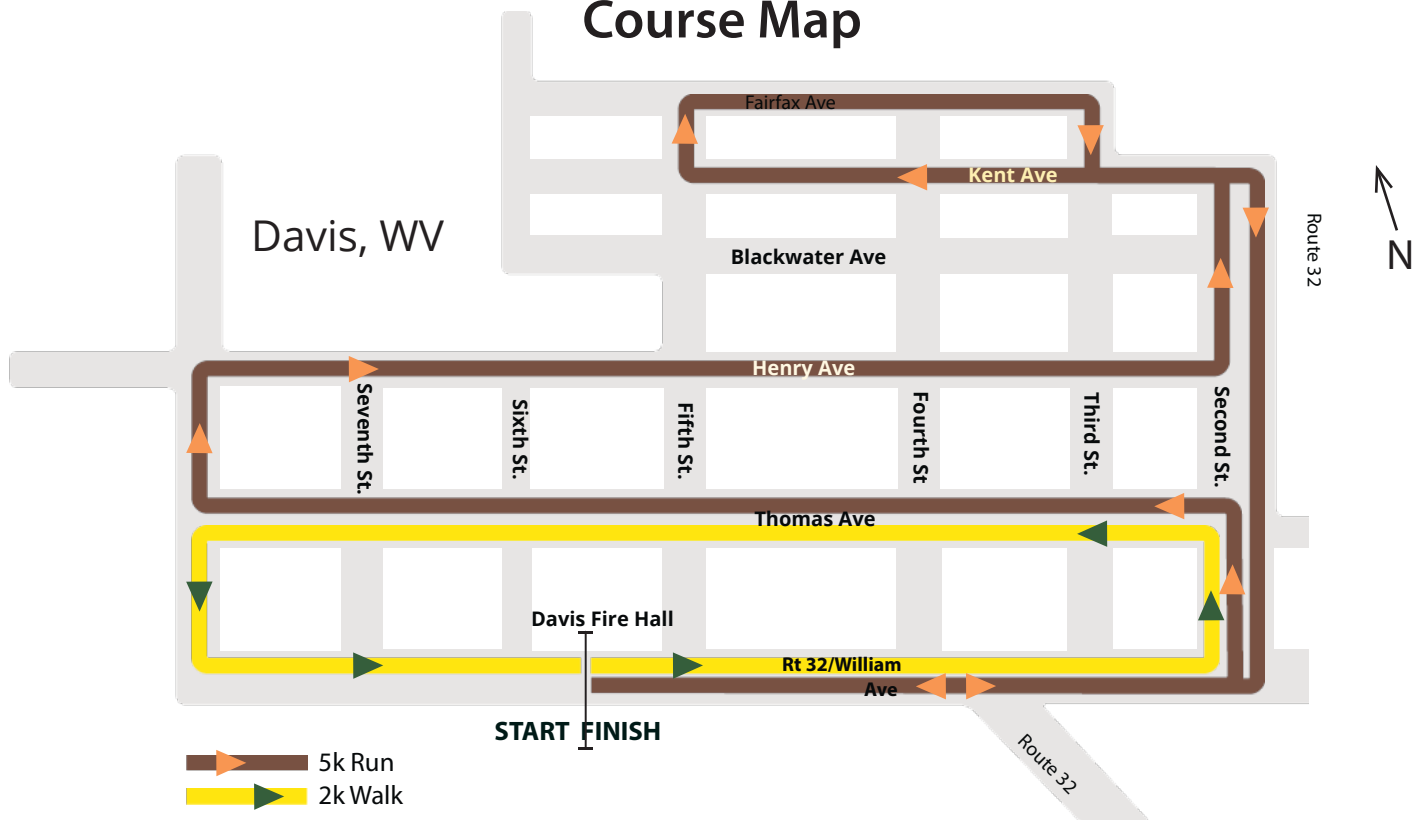 Course Map
Fairfax Ave
Kent Ave
Davis, WV
Route 32
N
Blackwater Ave
Henry Ave
Seventh St.
Sixth St.
Fifth St.
Fourth St
Third St.
Second St.
Thomas Ave
Davis Fire Hall
Rt 32/William
Ave
START FINISH
Route 32
5k Run
2k Walk